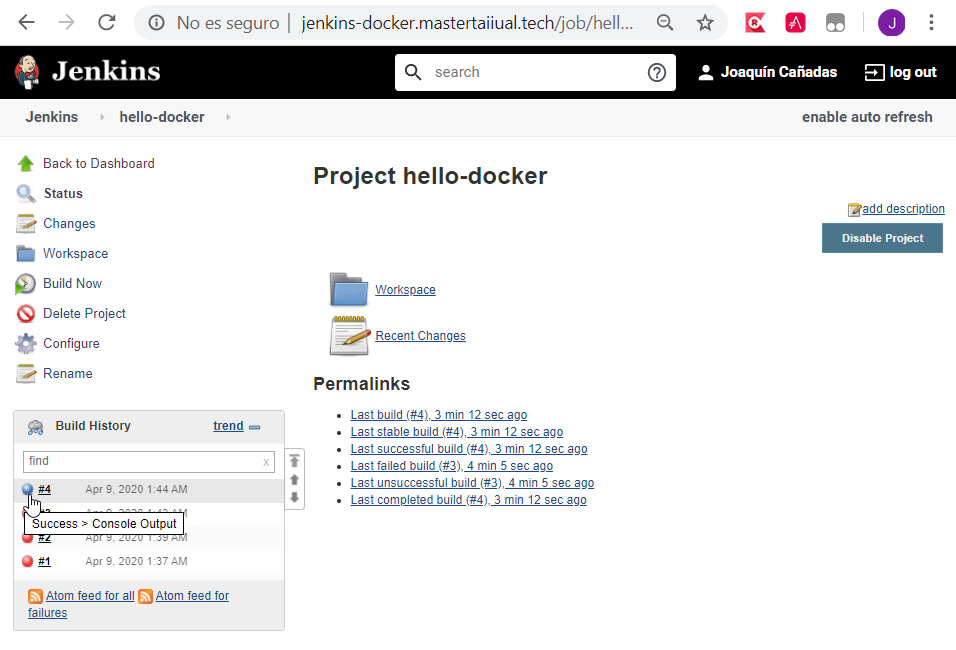 No es seguro | jenkins-docker.mastertaiiual.tech/job/hell...
J
Jenkins
search
?
Joaquín Cañadas
log out
Jenkins
hello-docker
enable auto refresh
Back to Dashboard
Status
Changes
Workspace
Build Now
Delete Project
Configure
Rename
Project hello-docker
add description
Disable Project
Workspace
Recent Changes
Permalinks
Last build (#4), 3 min 12 sec ago
Last stable build (#4), 3 min 12 sec ago
Last successful build (#4), 3 min 12 sec ago
Last failed build (#3), 4 min 5 sec ago
Last unsuccessful build (#3), 4 min 5 sec ago
Last completed build (#4), 3 min 12 sec ago
Build History
trend
find
x
#4 Apr 9, 2020 1:44 AM
Success > Console Output
#2 Apr 9, 2020 1:39 AM
#1 Apr 9, 2020 1:37 AM
Atom feed for all Atom feed for
failures